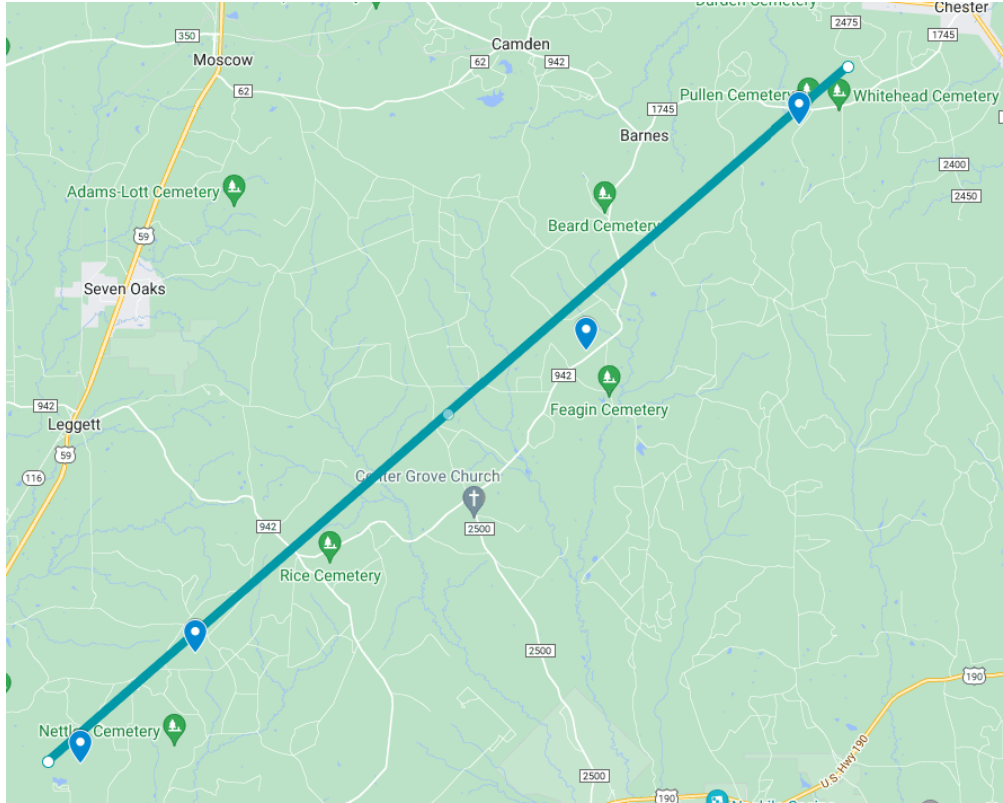 Darden Cemetery
Chester
2475
350
Camden
1745
Moscow
62
942
62
Pullen Cemetery
Whitehead Cemetery
1745
Barnes
2400
Adams-Lott Cemetery
2450
59
Beard Cemetery
Seven Oaks
942
942
Feagin Cemetery
Leggett
59
116
Center Grove Church
942
2500
Rice Cemetery
2500
190
Cemetery
U.S. Hwy 190
2500
190